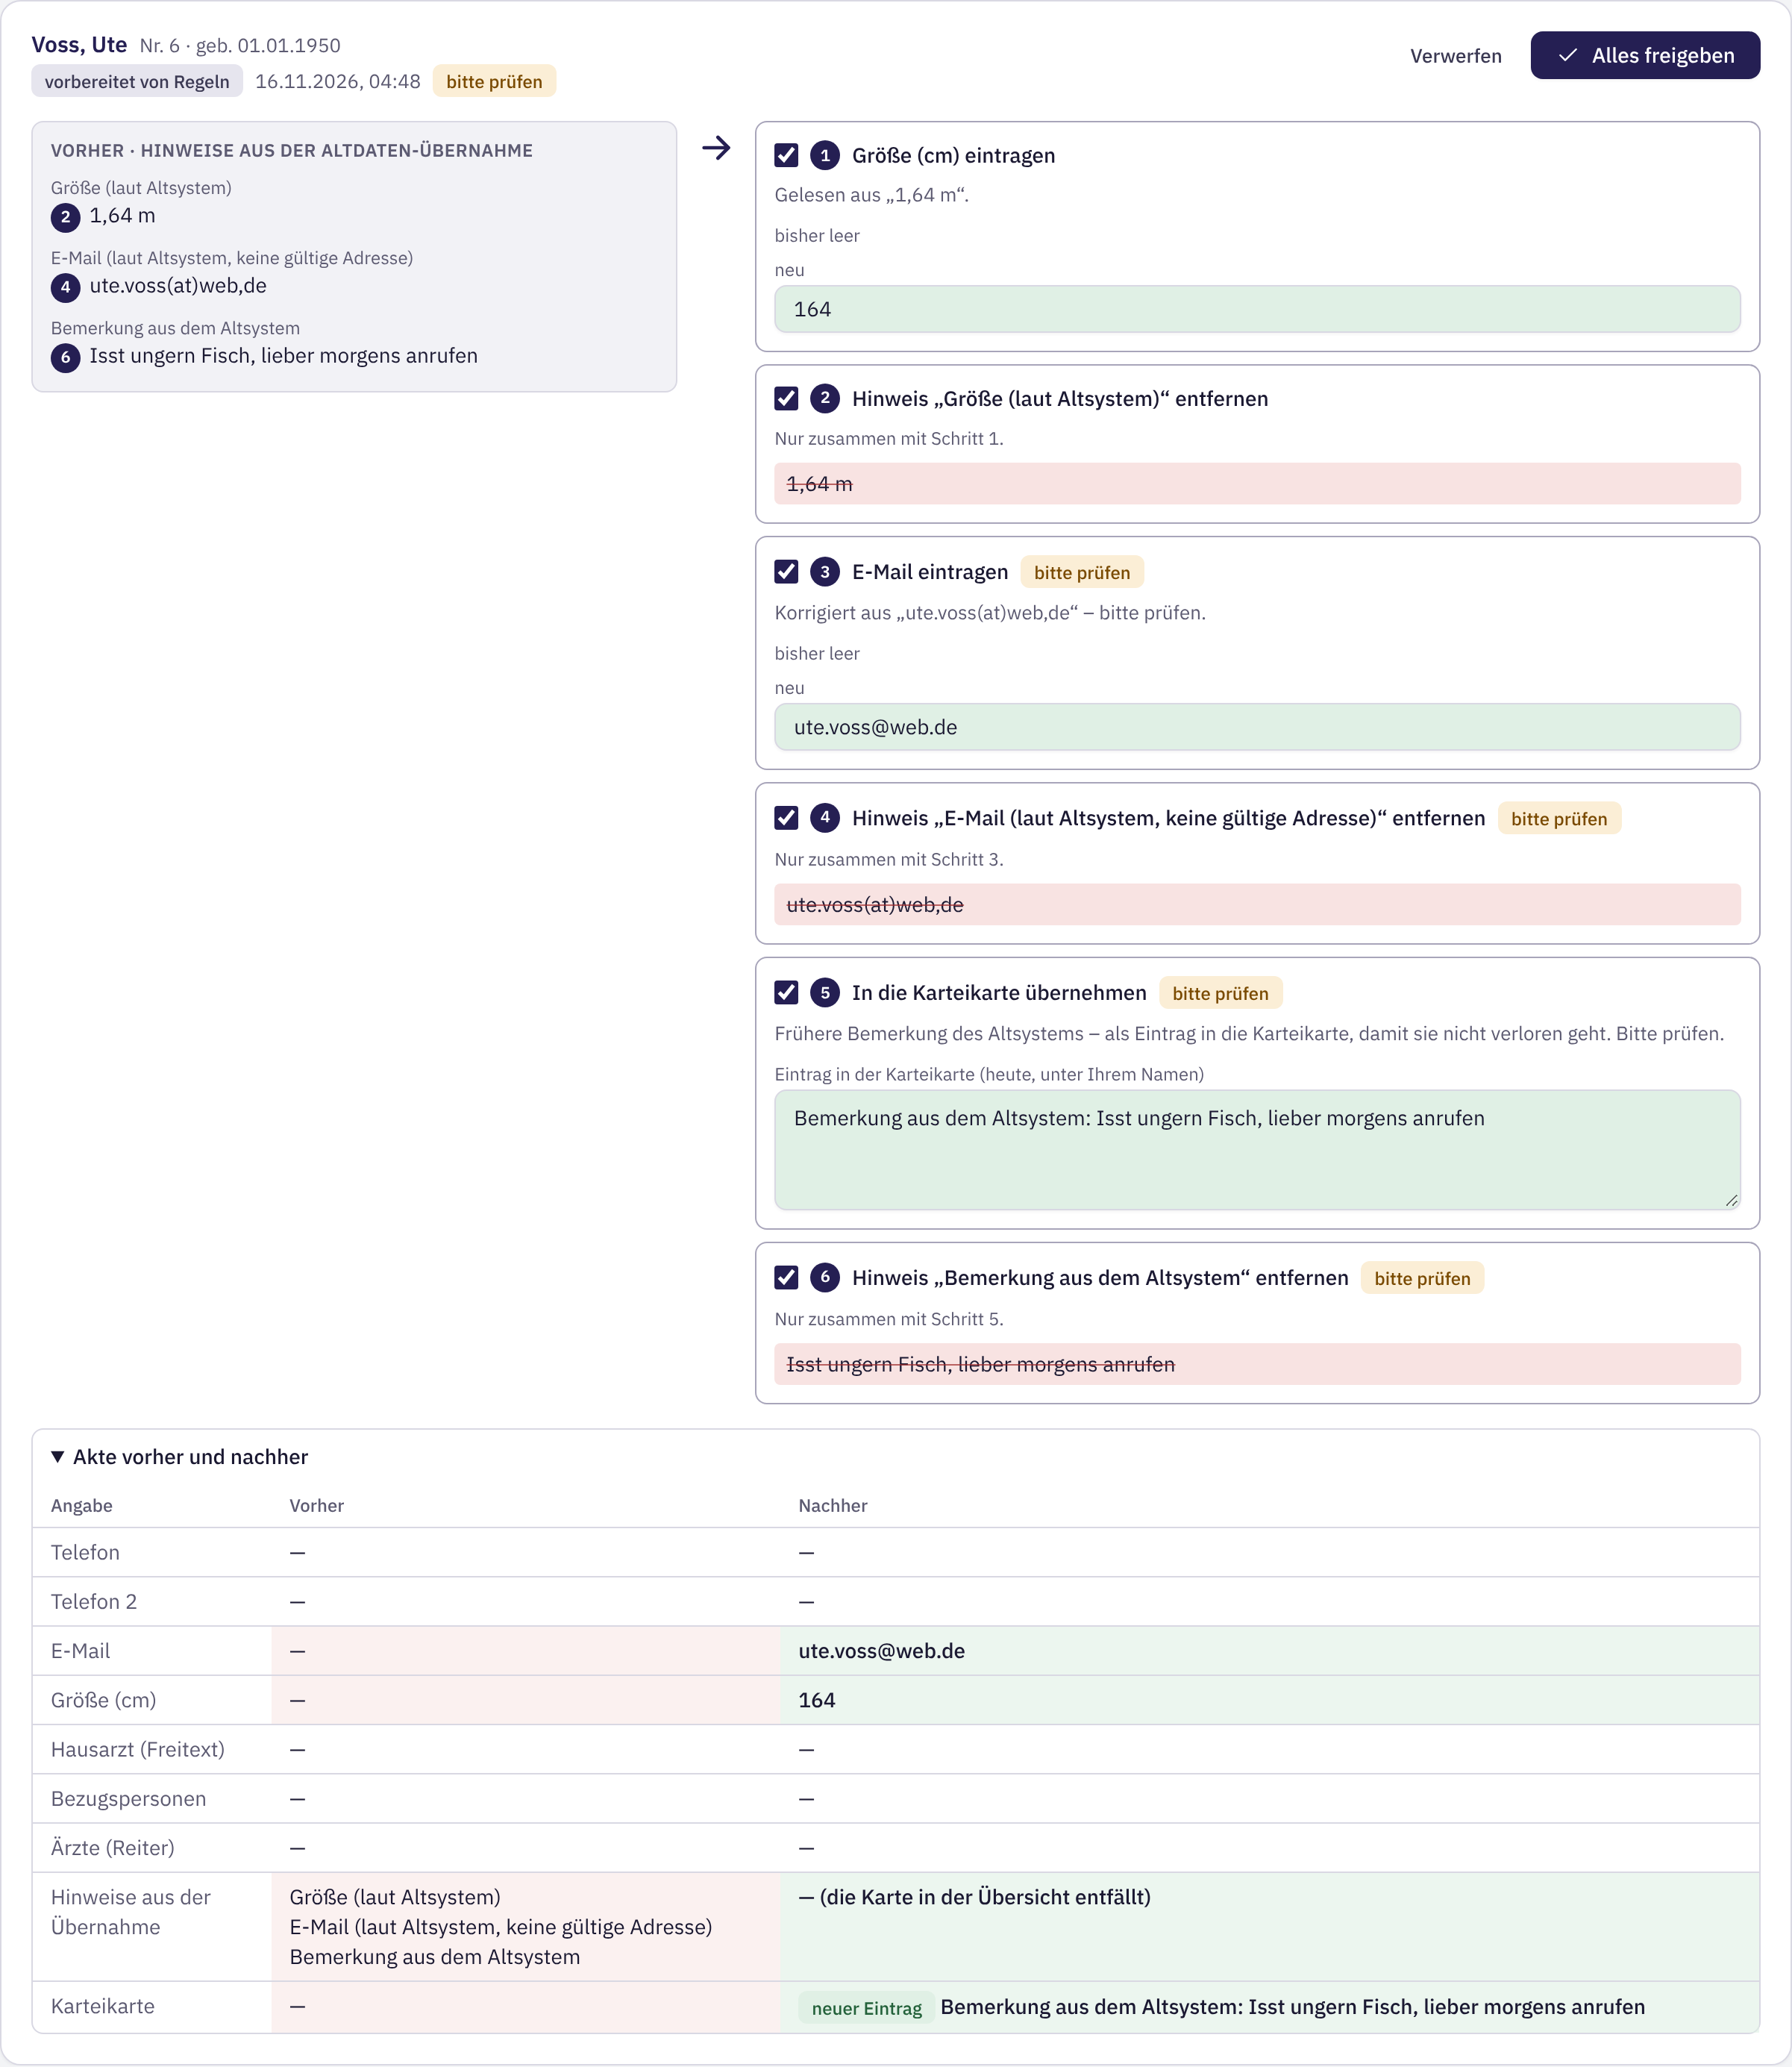 Voss, Ute Nr. 6 · geb. 01.01.1950
vorbereitet von Regeln 16.11.2026, 04:48 bitte prüfen
Verwerfen
Alles freigeben
VORHER · HINWEISE AUS DER ALTDATEN-ÜBERNAHME
Größe (laut Altsystem)
2 1,64 m
E-Mail (laut Altsystem, keine gültige Adresse)
4 ute.voss(at)web,de
Bemerkung aus dem Altsystem
6 Isst ungern Fisch, lieber morgens anrufen
1 Größe (cm) eintragen
Gelesen aus „1,64 m“.
bisher leer
neu
164
2 Hinweis „Größe (laut Altsystem)“ entfernen
Nur zusammen mit Schritt 1.
1,64 m
3 E-Mail eintragen bitte prüfen
Korrigiert aus „ute.voss(at)web,de“ – bitte prüfen.
bisher leer
neu
ute.voss@web.de
4 Hinweis „E-Mail (laut Altsystem, keine gültige Adresse)“ entfernen bitte prüfen
Nur zusammen mit Schritt 3.
ute.voss(at)web,de
5 In die Karteikarte übernehmen bitte prüfen
Frühere Bemerkung des Altsystems – als Eintrag in die Karteikarte, damit sie nicht verloren geht. Bitte prüfen.
Eintrag in der Karteikarte (heute, unter Ihrem Namen)
Bemerkung aus dem Altsystem: Isst ungern Fisch, lieber morgens anrufen
6 Hinweis „Bemerkung aus dem Altsystem“ entfernen bitte prüfen
Nur zusammen mit Schritt 5.
Isst ungern Fisch, lieber morgens anrufen
Akte vorher und nachher
Angabe Vorher Nachher
Telefon — —
Telefon 2 — —
E-Mail — ute.voss@web.de
Größe (cm) — 164
Hausarzt (Freitext) — —
Bezugspersonen — —
Ärzte (Reiter) — —
Hinweise aus der Übernahme
Größe (laut Altsystem)
E-Mail (laut Altsystem, keine gültige Adresse)
Bemerkung aus dem Altsystem
— (die Karte in der Übersicht entfällt)
Karteikarte — neuer Eintrag Bemerkung aus dem Altsystem: Isst ungern Fisch, lieber morgens anrufen